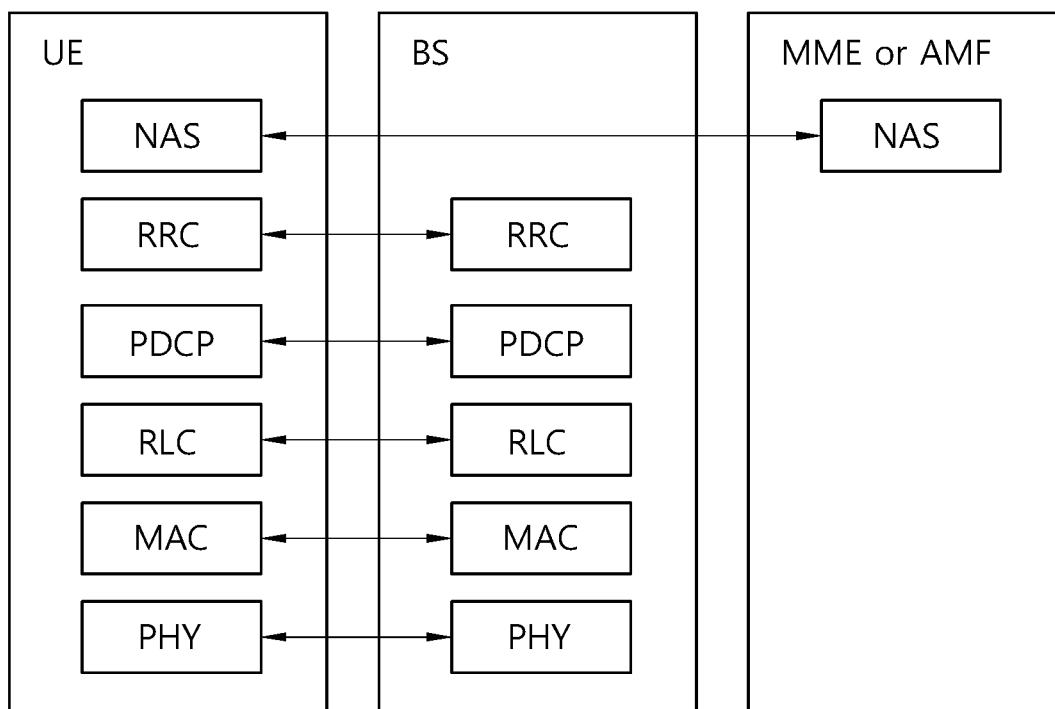 UE BS MME or AMF
NAS NAS
RRC RRC
PDCP PDCP
RLC RLC
MAC MAC
PHY PHY